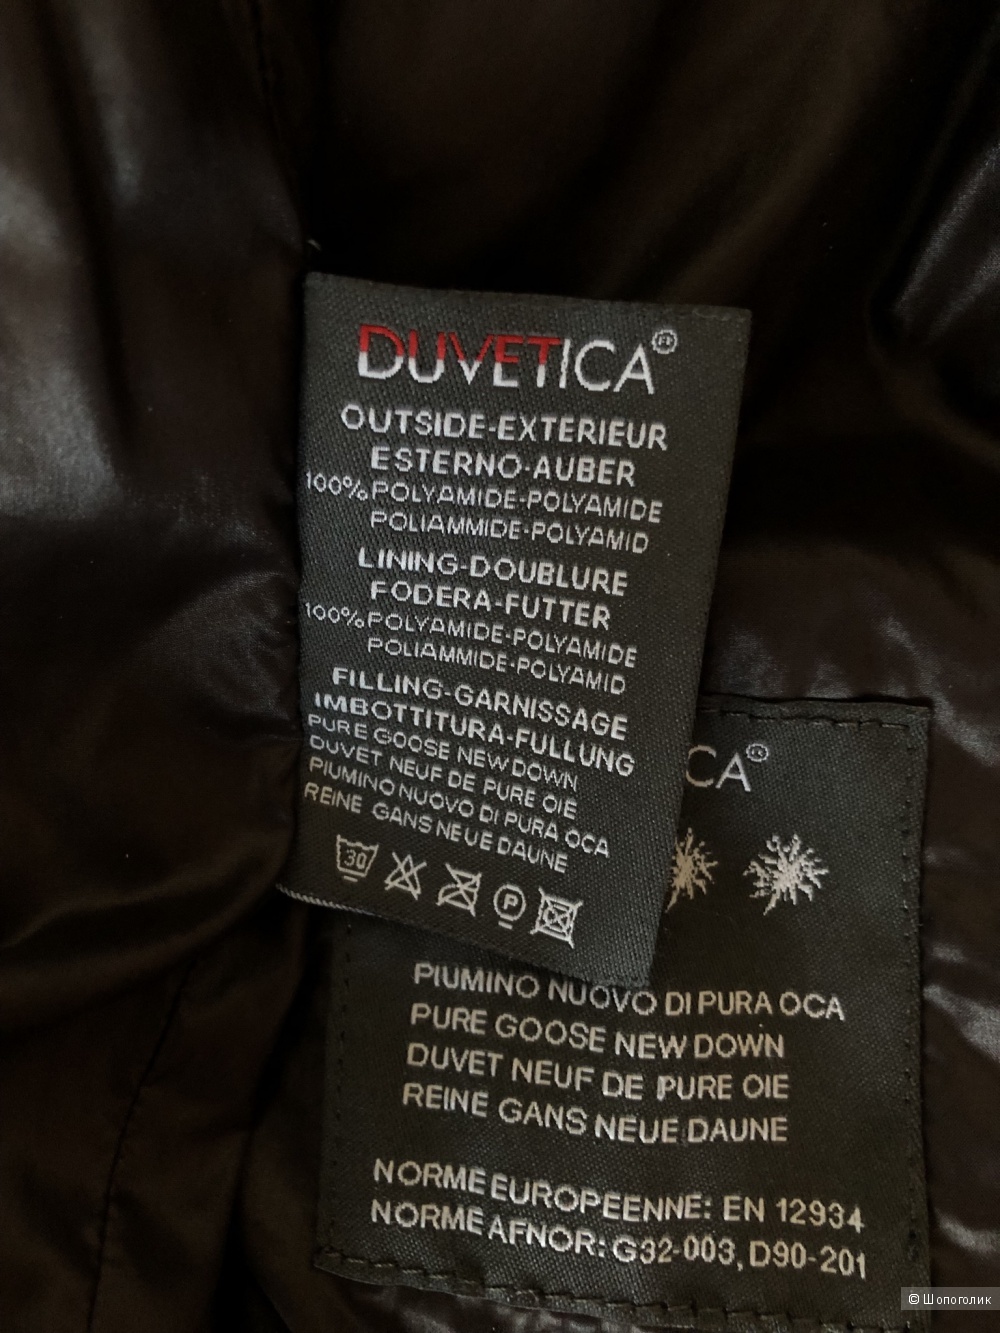 DUVETICA®
OUTSIDE-EXTERIEUR
ESTERNO-AUBER
100%POLYAMIDE-POLYAMIDE
POLIAMMIDE-POLYAMID
LINING-DOUBLURE
FODERA-FUTTER
100%POLYAMIDE-POLYAMIDE
POLIAMMIDE-POLYAMID
FILLING-GARNISSAGE
IMBOTTITURA-FULLUNG
PURE GOOSE NEW DOWN
DUVET NEUF DE PURE OIE
PIUMINO NUOVO DI PURA OCA
REINE GANS NEUE DAUNE
30 P
CA®
PIUMINO NUOVO DI PURA OCA
PURE GOOSE NEW DOWN
DUVET NEUF DE PURE OIE
REINE GANS NEUE DAUNE
NORME EUROPEENNE: EN 12934
NORME AFNOR: G32-003, D90-201
© Шопоголик